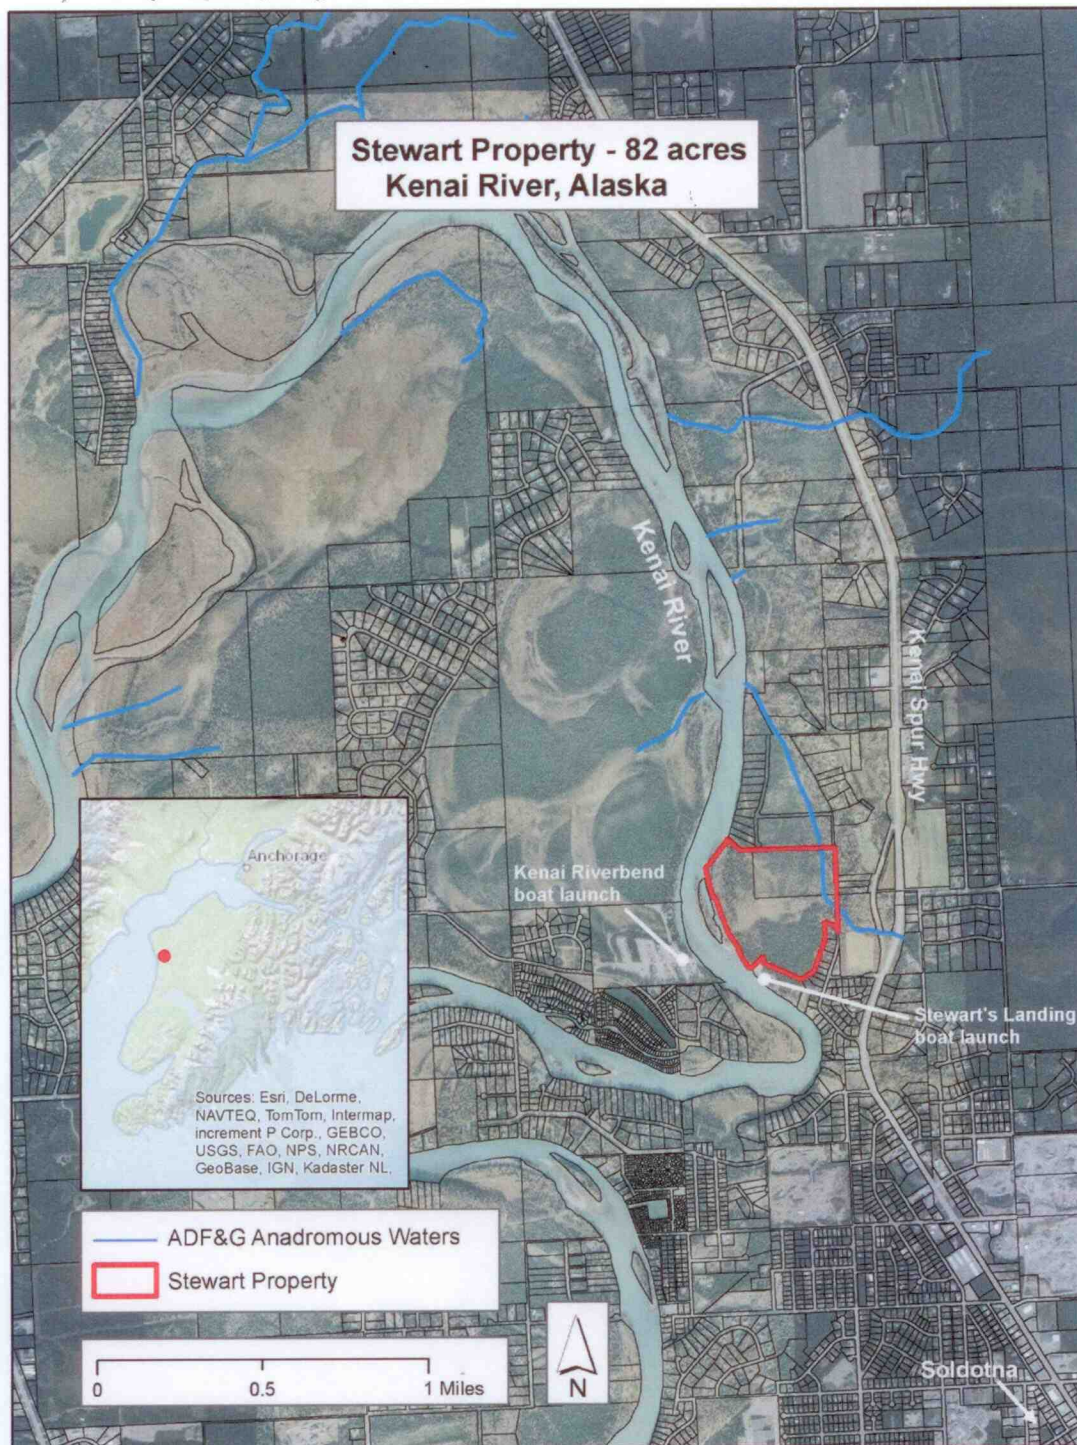 Stewart Property - 82 acres
Kenai River, Alaska
Kenai River
Kenai Spur Hwy
Kenai Riverbend
boat launch
Stewart's Landing
boat launch
Anchorage
Sources: Esri, DeLorme,
NAVTEQ, TomTom, Intermap,
increment P Corp., GEBCO,
USGS, FAO, NPS, NRCAN,
GeoBase, IGN, Kadaster NL,
ADF&G Anadromous Waters
Stewart Property
0 0.5 1 Miles
N
Soldotna